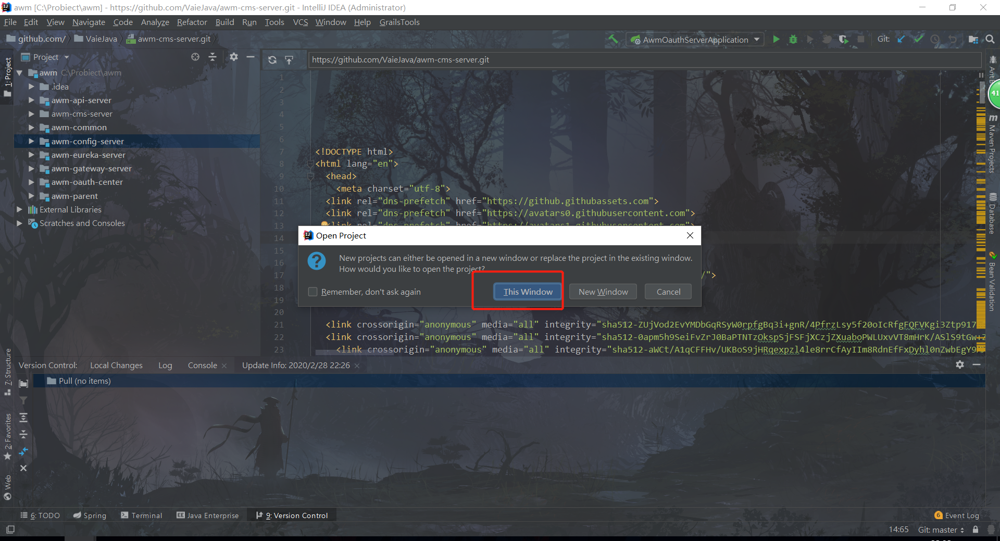 awm [C:\Probiect\awm] - https://github.com/VaieJava/awm-cms-server.git - IntelliJ IDEA (Administrator)
File Edit View Navigate Code Analyze Refactor Build Run Tools VCS Window Help GrailsTools
github.com/ VaieJava awm-cms-server.git AwmOauthServerApplication Git:
Project
https://github.com/VaieJava/awm-cms-server.git
1: Project
awm C:\Probiect\awm
.idea
awm-api-server
awm-cms-server
awm-common
awm-config-server
awm-eureka-server
awm-gateway-server
awm-oauth-center
awm-parent
External Libraries
Scratches and Consoles
1
2
3
4
5
6
7 <!DOCTYPE html>
8 <html lang="en">
9 <head>
10 <meta charset="utf-8">
11 <link rel="dns-prefetch" href="https://github.githubassets.com">
12 <link rel="dns-prefetch" href="https://avatars0.githubusercontent.com">
13 <link rel="dns-prefetch" href="https://avatars1.githubusercontent.com">
14
15
16
17 /">
18
19
20
21 <link crossorigin="anonymous" media="all" integrity="sha512-ZUjVod2EvYMDbGqRSyW0rpfgBq3i+gnR/4PfrzLsy5f20oIcRfgFQFVKgi3Ztp917
22 <link crossorigin="anonymous" media="all" integrity="sha512-0apm5h9SeiFvZrJ0BaPTNTzOkspSjFSFjXCzjZXuaboPWLUxvVVT8mHrK/ASlS9tGw+Z
23 <link crossorigin="anonymous" media="all" integrity="sha512-aWCt/A1qCFFHv/UKBoS9jHRqexpzl4le8rrCfAyIIm8RdnEfFxDyhl0nZwbEgY9
Open Project
New projects can either be opened in a new window or replace the project in the existing window.
How would you like to open the project?
Remember, don't ask again This Window New Window Cancel
Ant B
41
Maven Projects
Database
Bean Validation
Version Control: Local Changes Log Console Update Info: 2020/2/28 22:26
Pull (no items)
7: Structure
2: Favorites
Web
6: TODO Spring Terminal Java Enterprise 9: Version Control 6 Event Log
14:65 Git: master